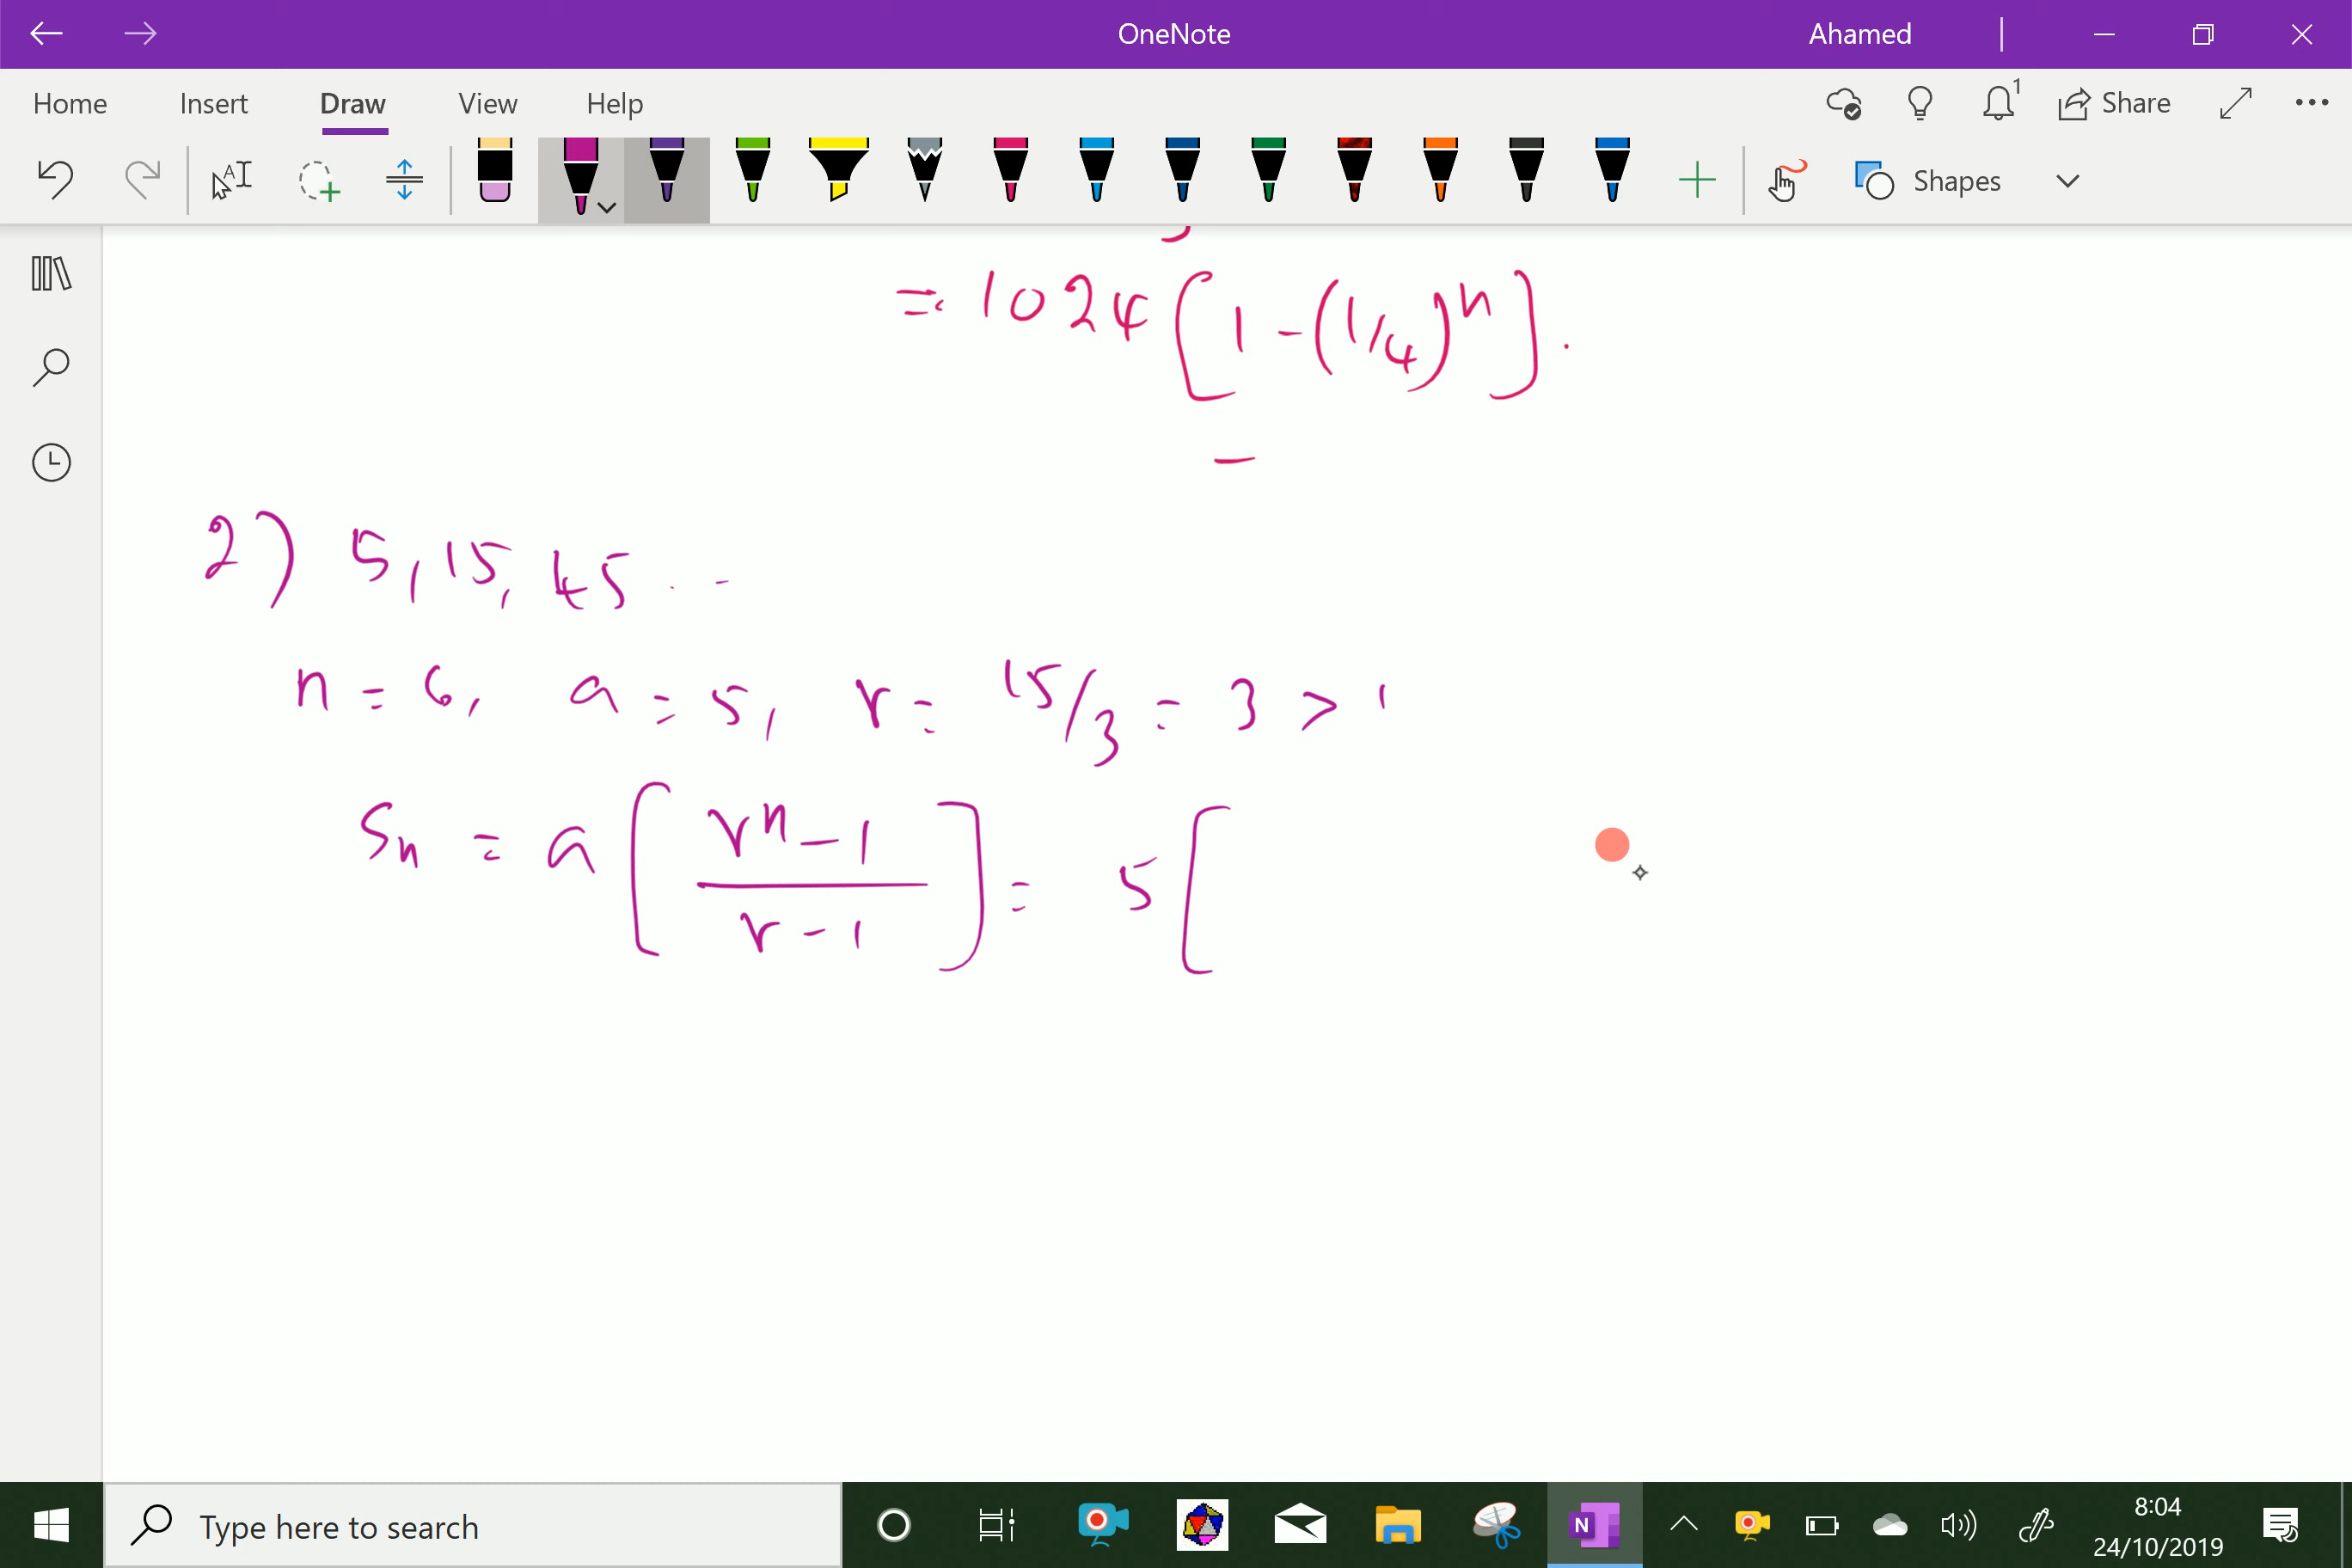 OneNote
Ahamed
Home Insert Draw View Help
1
Share
Shapes
= 1024 [1 - (1/4)^n].
2) 5, 15, 45 ...
n = 6, a = 5, r = 15/3 = 3 > 1
Sn = a [r^n - 1 / r - 1] = 5 [
Type here to search
N
8:04
24/10/2019